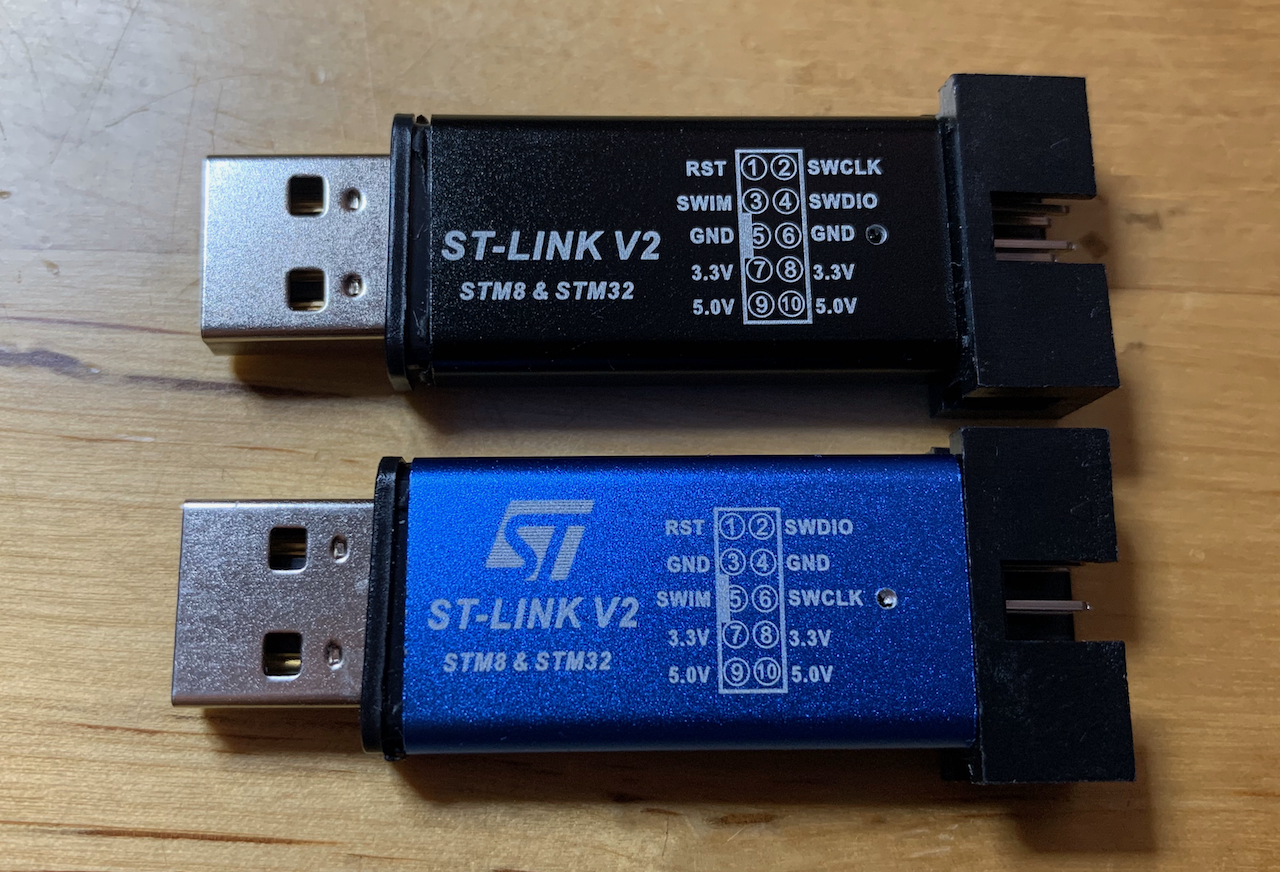 RST ① ② SWCLK
SWIM ③ ④ SWDIO
GND ⑤ ⑥ GND
ST-LINK V2
3.3V ⑦ ⑧ 3.3V
STM8 & STM32
5.0V ⑨ ⑩ 5.0V
ST
RST ① ② SWDIO
GND ③ ④ GND
SWIM ⑤ ⑥ SWCLK
ST-LINK V2
3.3V ⑦ ⑧ 3.3V
STM8 & STM32
5.0V ⑨ ⑩ 5.0V